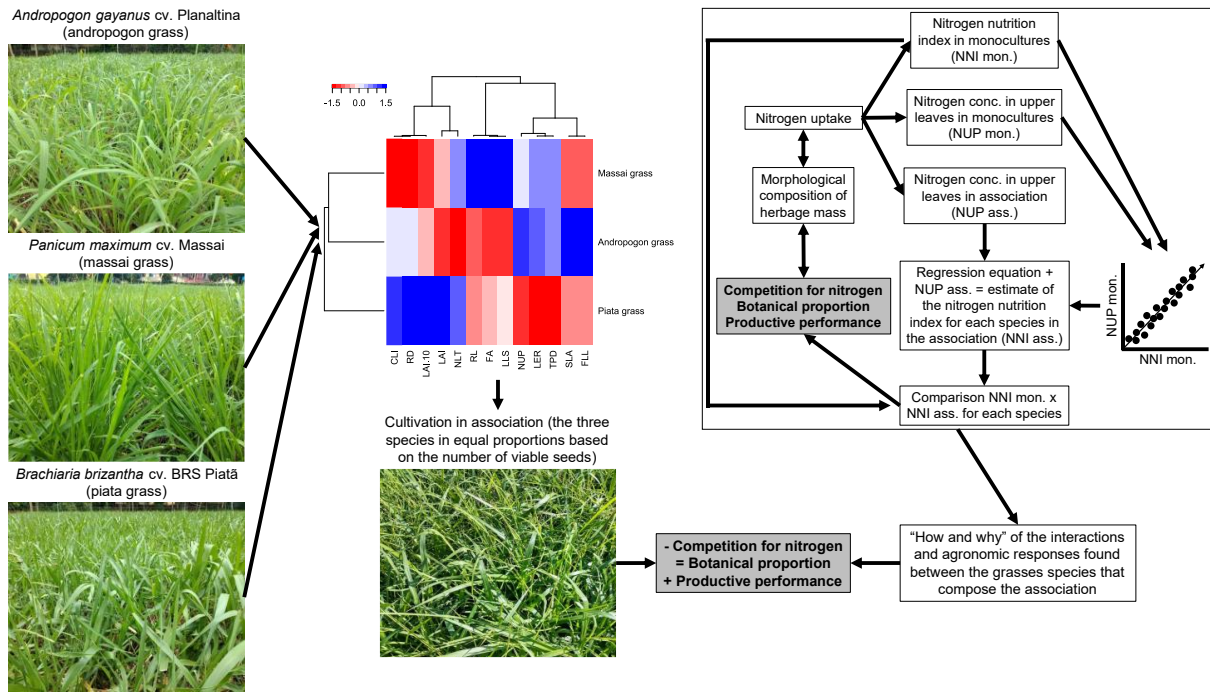 Andropogon gayanus cv. Planaltina
(andropogon grass)
Panicum maximum cv. Massai
(massai grass)
Brachiaria brizantha cv. BRS Piatã
(piata grass)
-1.5 0.0 1.5
Massai grass
Andropogon grass
Piata grass
CLI
RD
LAI:10
LAI
NLT
RL
FA
LLS
NUP
LER
TPD
SLA
FLL
Cultivation in association (the three
species in equal proportions based
on the number of viable seeds)
- Competition for nitrogen
= Botanical proportion
+ Productive performance
Nitrogen nutrition
index in monocultures
(NNI mon.)
Nitrogen uptake
Nitrogen conc. in upper
leaves in monocultures
(NUP mon.)
Morphological
composition of
herbage mass
Nitrogen conc. in upper
leaves in association
(NUP ass.)
Competition for nitrogen
Botanical proportion
Productive performance
Regression equation +
NUP ass. = estimate of
the nitrogen nutrition
index for each species in
the association (NNI ass.)
NUP mon.
NNI mon.
Comparison NNI mon. x
NNI ass. for each species
“How and why” of the interactions
and agronomic responses found
between the grasses species that
compose the association